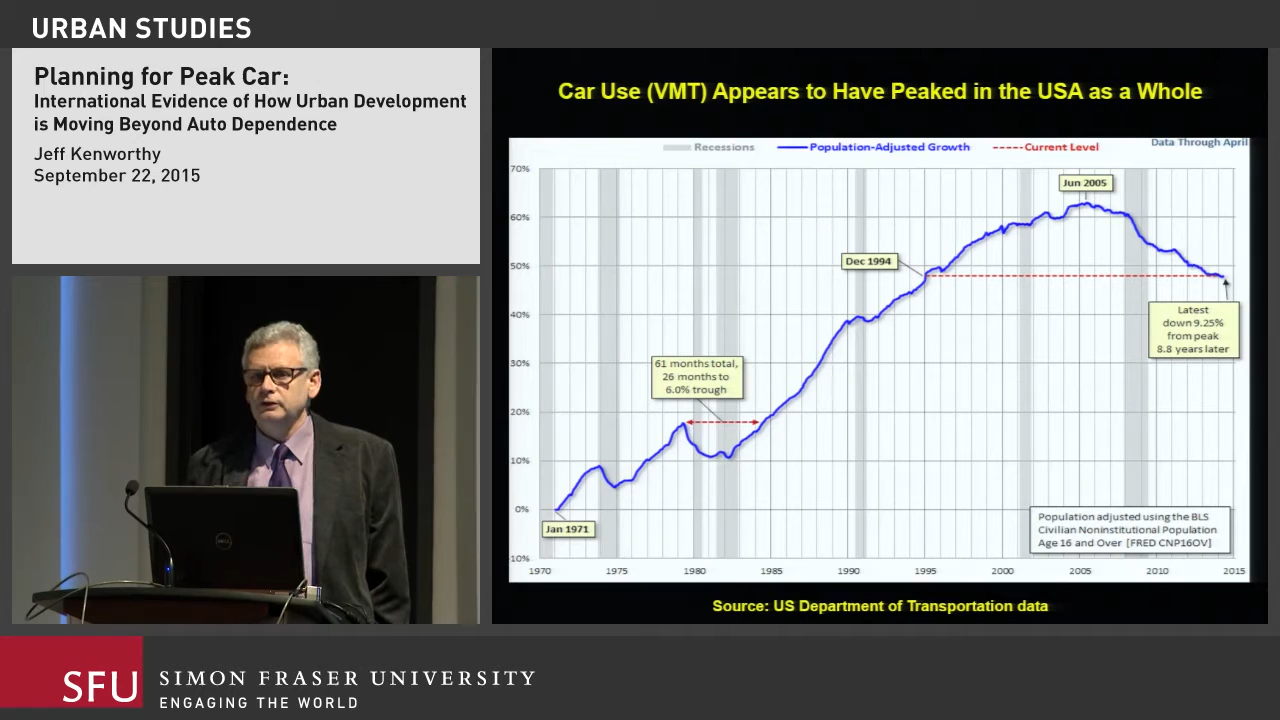 URBAN STUDIES
Planning for Peak Car:
International Evidence of How Urban Development
is Moving Beyond Auto Dependence
Jeff Kenworthy
September 22, 2015
Car Use (VMT) Appears to Have Peaked in the USA as a Whole
Recessions
Population-Adjusted Growth
Current Level
Data Through April
70%
60%
50%
40%
30%
20%
10%
0%
-10%
Jun 2005
Dec 1994
Latest
down 9.25%
from peak
8.8 years later
61 months total,
26 months to
6.0% trough
Jan 1971
Population adjusted using the BLS
Civilian Noninstitutional Population
Age 16 and Over [FRED CNP16OV]
1970 1975 1980 1985 1990 1995 2000 2005 2010 2015
Source: US Department of Transportation data
DELL
SFU
SIMON FRASER UNIVERSITY
ENGAGING THE WORLD